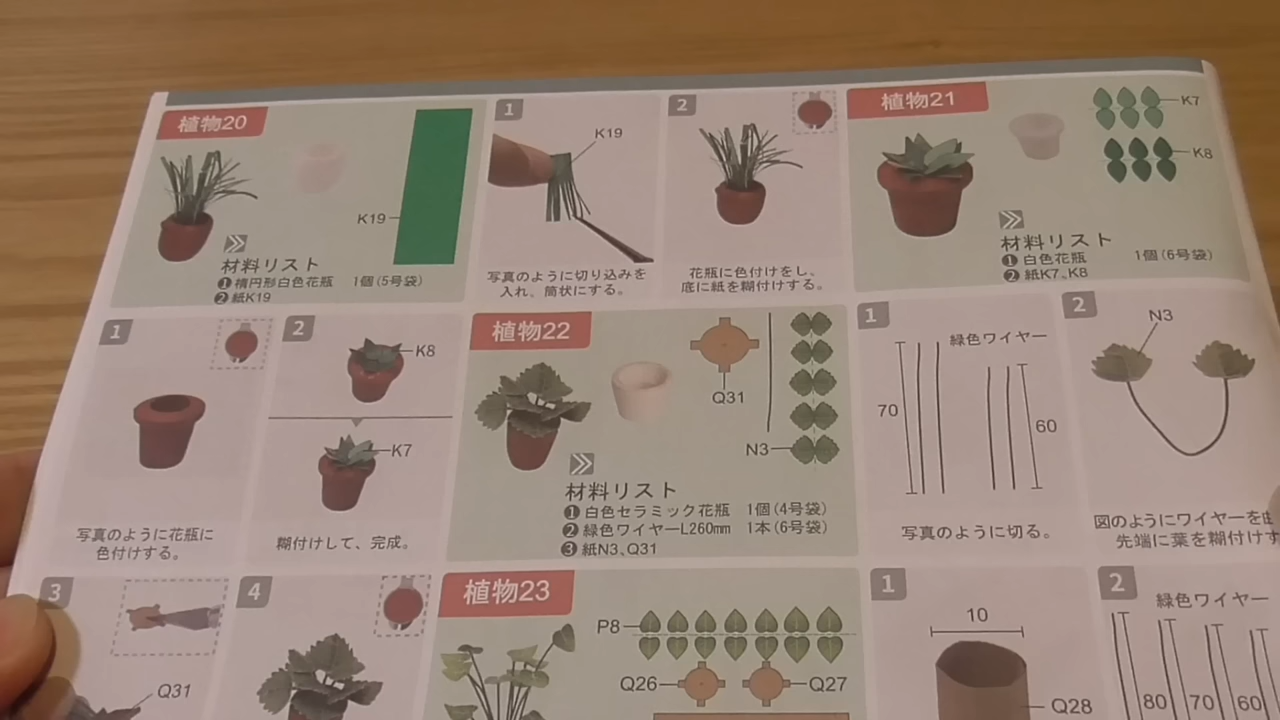 植物20
K19
材料リスト
❶楕円形白色花瓶 1個(5号袋)
❷紙K19
1
K19
写真のように切り込みを
入れ。筒状にする。
2
花瓶に色付けをし、
底に紙を糊付けする。
植物21
K7
K8
材料リスト
❶白色花瓶 1個(6号袋)
❷紙K7、K8
1
写真のように花瓶に
色付けする。
2
K8
K7
糊付けして、完成。
植物22
Q31
N3
材料リスト
❶白色セラミック花瓶 1個(4号袋)
❷緑色ワイヤーL260mm 1本(6号袋)
❸紙N3、Q31
1
緑色ワイヤー
70
60
写真のように切る。
2
N3
図のようにワイヤーを
先端に葉を糊付けす
3
Q31
4
植物23
P8
Q26
Q27
1
10
Q28
2
緑色ワイヤー
80
70
60